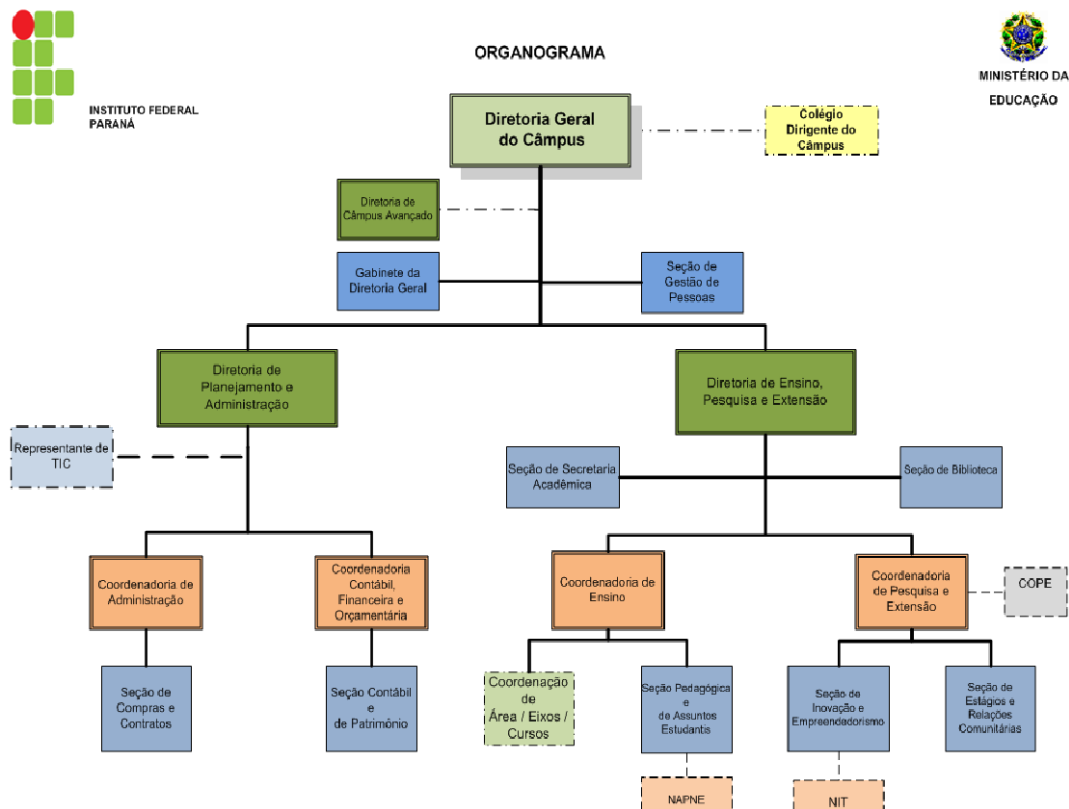 ORGANOGRAMA
INSTITUTO FEDERAL
PARANÁ
MINISTÉRIO DA
EDUCAÇÃO
Diretoria Geral
do Câmpus
Colégio
Dirigente do
Câmpus
Diretoria de
Câmpus Avançado
Gabinete da
Diretoria Geral
Seção de
Gestão de
Pessoas
Diretoria de
Planejamento e
Administração
Diretoria de Ensino,
Pesquisa e Extensão
Representante de
TIC
Seção de Secretaria
Acadêmica
Seção de Biblioteca
Coordenadoria de
Administração
Coordenadoria
Contábil,
Financeira e
Orçamentária
Coordenadoria de
Ensino
Coordenadoria
de Pesquisa e
Extensão
COPE
Seção de
Compras e
Contratos
Seção Contábil
e
de Patrimônio
Coordenação
de
Área / Eixos /
Cursos
Seção Pedagógica
e
de Assuntos
Estudantis
Seção de
Inovação e
Empreendedorismo
Seção de
Estágios e
Relações
Comunitárias
NAPNE
NIT